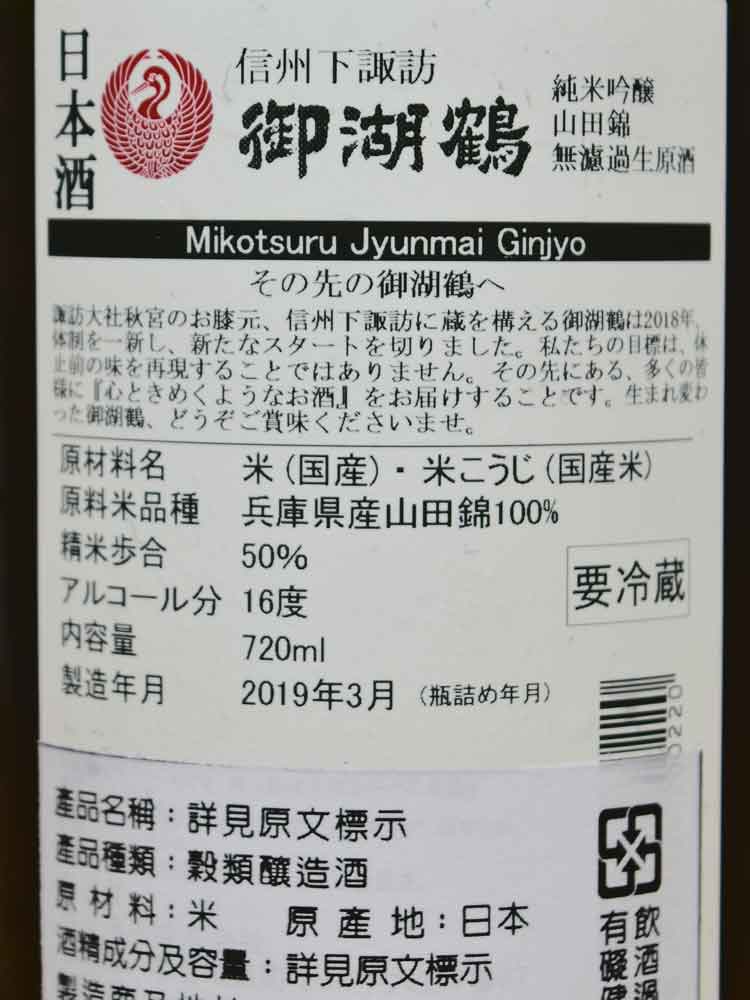 日本酒
信州下諏訪
御湖鶴
純米吟醸
山田錦
無濾過生原酒
Mikotsuru Jyunmai Ginjyo
その先の御湖鶴へ
諏訪大社秋宮のお膝元、信州下諏訪に蔵を構える御湖鶴は2018年、
体制を一新し、新たなスタートを切りました。私たちの目標は、休
止前の味を再現することではありません。その先にある、多くの皆
様に『心ときめくようなお酒』をお届けすることです。生まれ変わ
った御湖鶴、どうぞご賞味くださいませ。
原材料名 米(国産)・米こうじ(国産米)
原料米品種 兵庫県産山田錦100%
精米歩合 50%
アルコール分 16度
内容量 720ml
製造年月 2019年3月 (瓶詰め年月)
要冷蔵
0220
產品名稱:詳見原文標示
產品種類:穀類釀造酒
原材料:米 原產地:日本
酒精成分及容量:詳見原文標示
飲酒過
有礙健